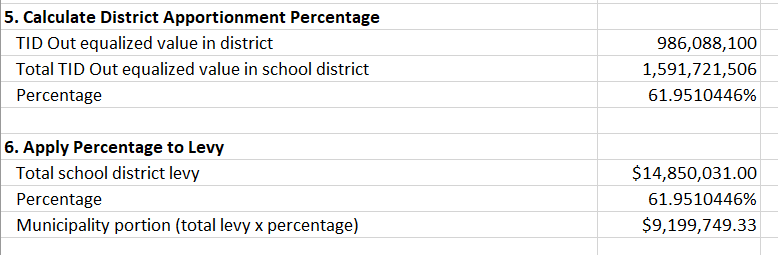 5. Calculate District Apportionment Percentage
TID Out equalized value in district 986,088,100
Total TID Out equalized value in school district 1,591,721,506
Percentage 61.9510446%
6. Apply Percentage to Levy
Total school district levy $14,850,031.00
Percentage 61.9510446%
Municipality portion (total levy x percentage) $9,199,749.33